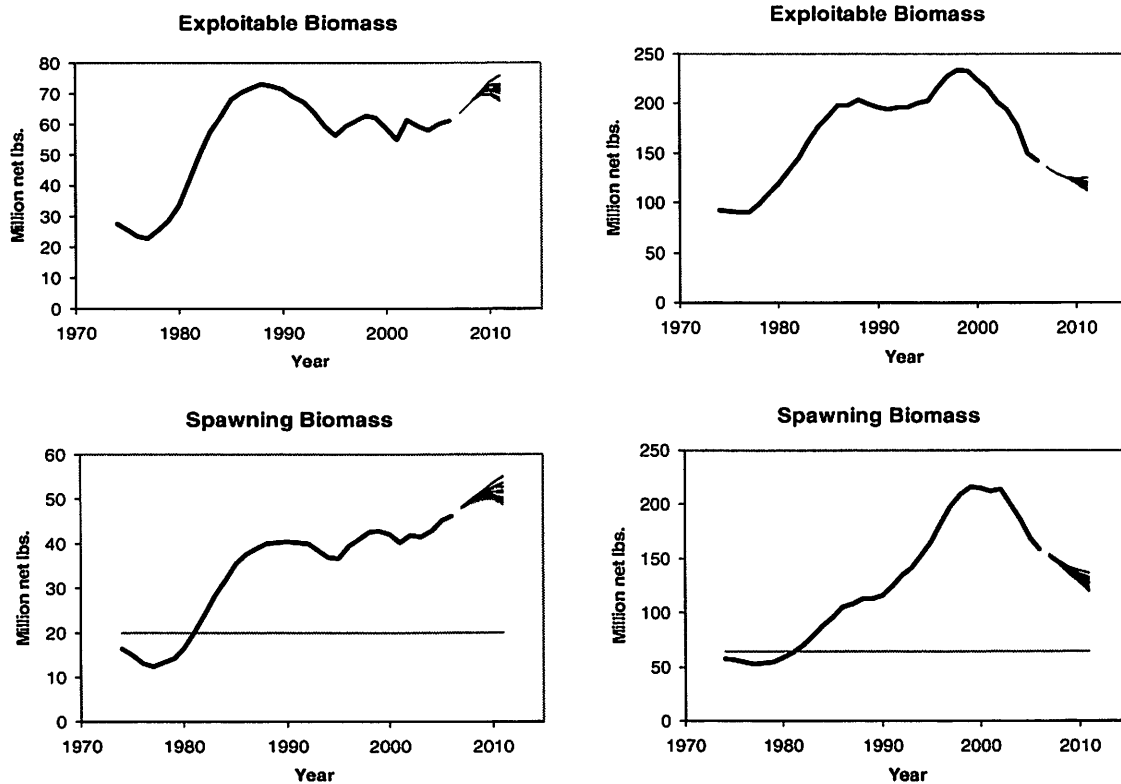 Exploitable Biomass
Million net lbs.
80
70
60
50
40
30
20
10
0
1970 1980 1990 2000 2010
Year
Exploitable Biomass
Million net lbs.
250
200
150
100
50
0
1970 1980 1990 2000 2010
Year
Spawning Biomass
Million net lbs.
60
50
40
30
20
10
0
1970 1980 1990 2000 2010
Year
Spawning Biomass
Million net lbs.
250
200
150
100
50
0
1970 1980 1990 2000 2010
Year